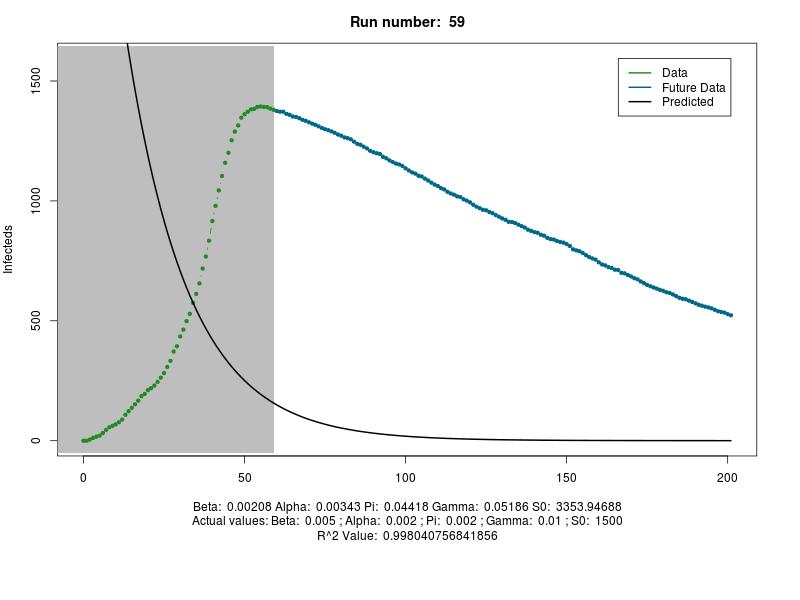 Run number: 59
Data
Future Data
Predicted
1500
1000
500
0
Infecteds
0 50 100 150 200
Beta: 0.00208 Alpha: 0.00343 Pi: 0.04418 Gamma: 0.05186 S0: 3353.94688
Actual values: Beta: 0.005 ; Alpha: 0.002 ; Pi: 0.002 ; Gamma: 0.01 ; S0: 1500
R^2 Value: 0.998040756841856